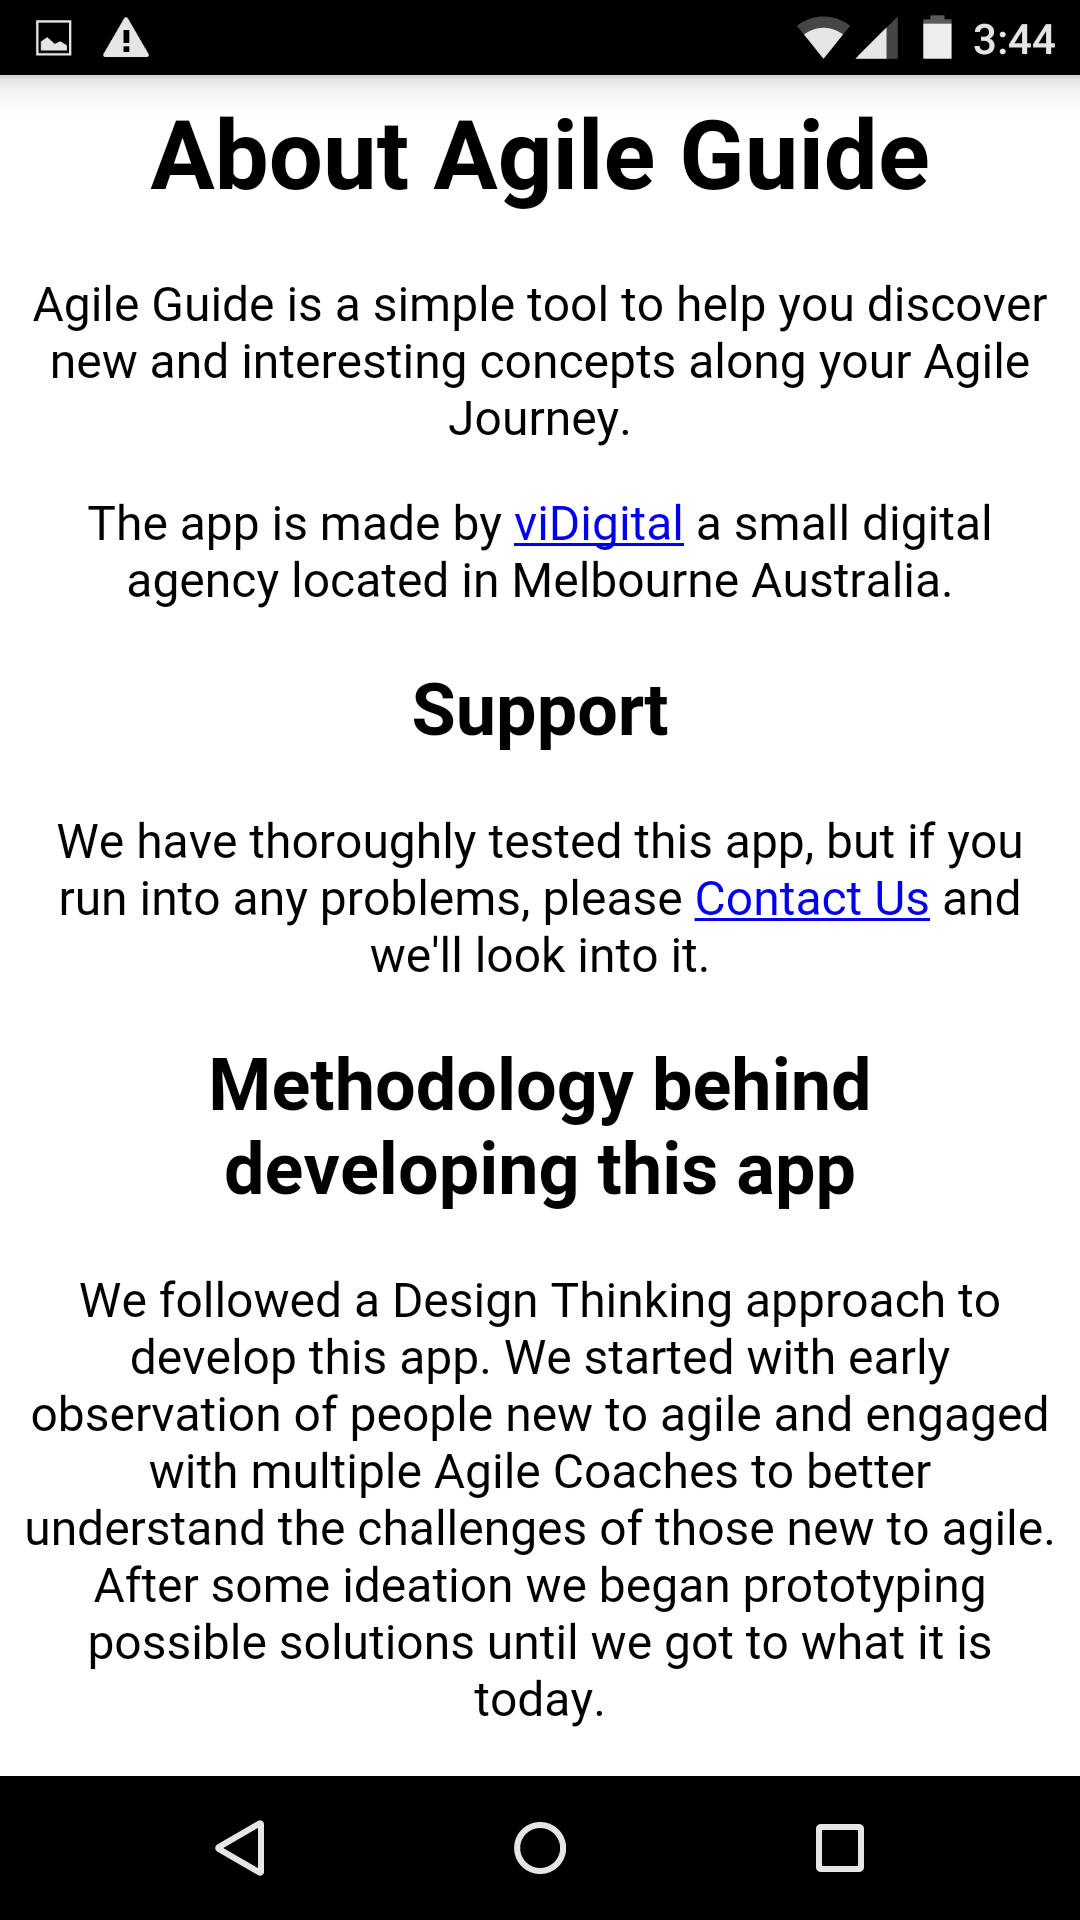 3:44
About Agile Guide
Agile Guide is a simple tool to help you discover
new and interesting concepts along your Agile
Journey.
The app is made by viDigital a small digital
agency located in Melbourne Australia.
Support
We have thoroughly tested this app, but if you
run into any problems, please Contact Us and
we'll look into it.
Methodology behind
developing this app
We followed a Design Thinking approach to
develop this app. We started with early
observation of people new to agile and engaged
with multiple Agile Coaches to better
understand the challenges of those new to agile.
After some ideation we began prototyping
possible solutions until we got to what it is
today.